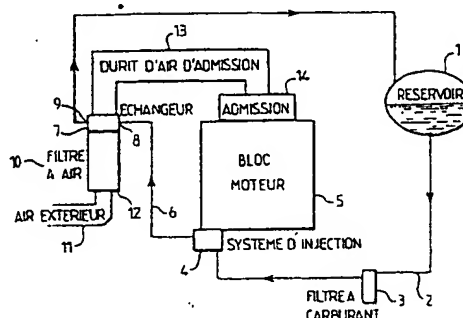 13
DURIT D'AIR D'ADMISSION
1
RESERVOIR
14
ADMISSION
ECHANGEUR
9
7
8
10
FILTRE
A AIR
BLOC
MOTEUR
5
AIR EXTERIEUR
12
11
6
SYSTÈME D'INJECTION
4
2
3
FILTRE A
CARBURANT